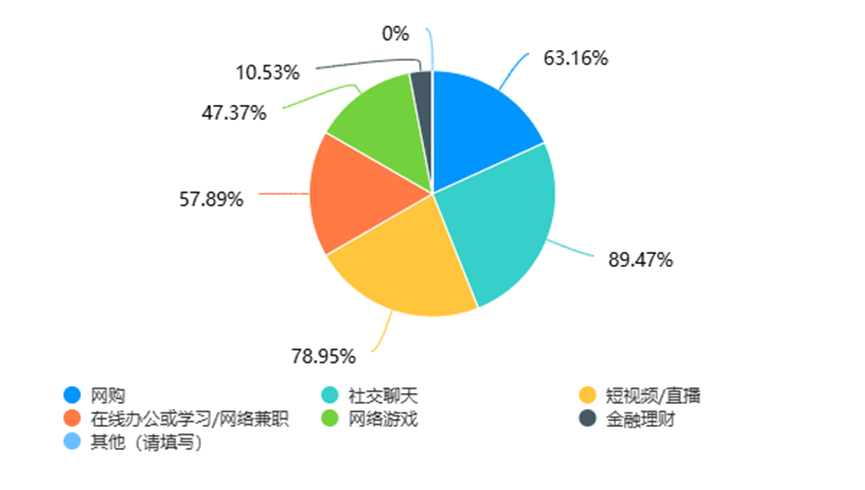 0%
63.16%
10.53%
47.37%
57.89%
89.47%
78.95%
网购 社交聊天 短视频/直播
在线办公或学习/网络兼职 网络游戏 金融理财
其他（请填写）